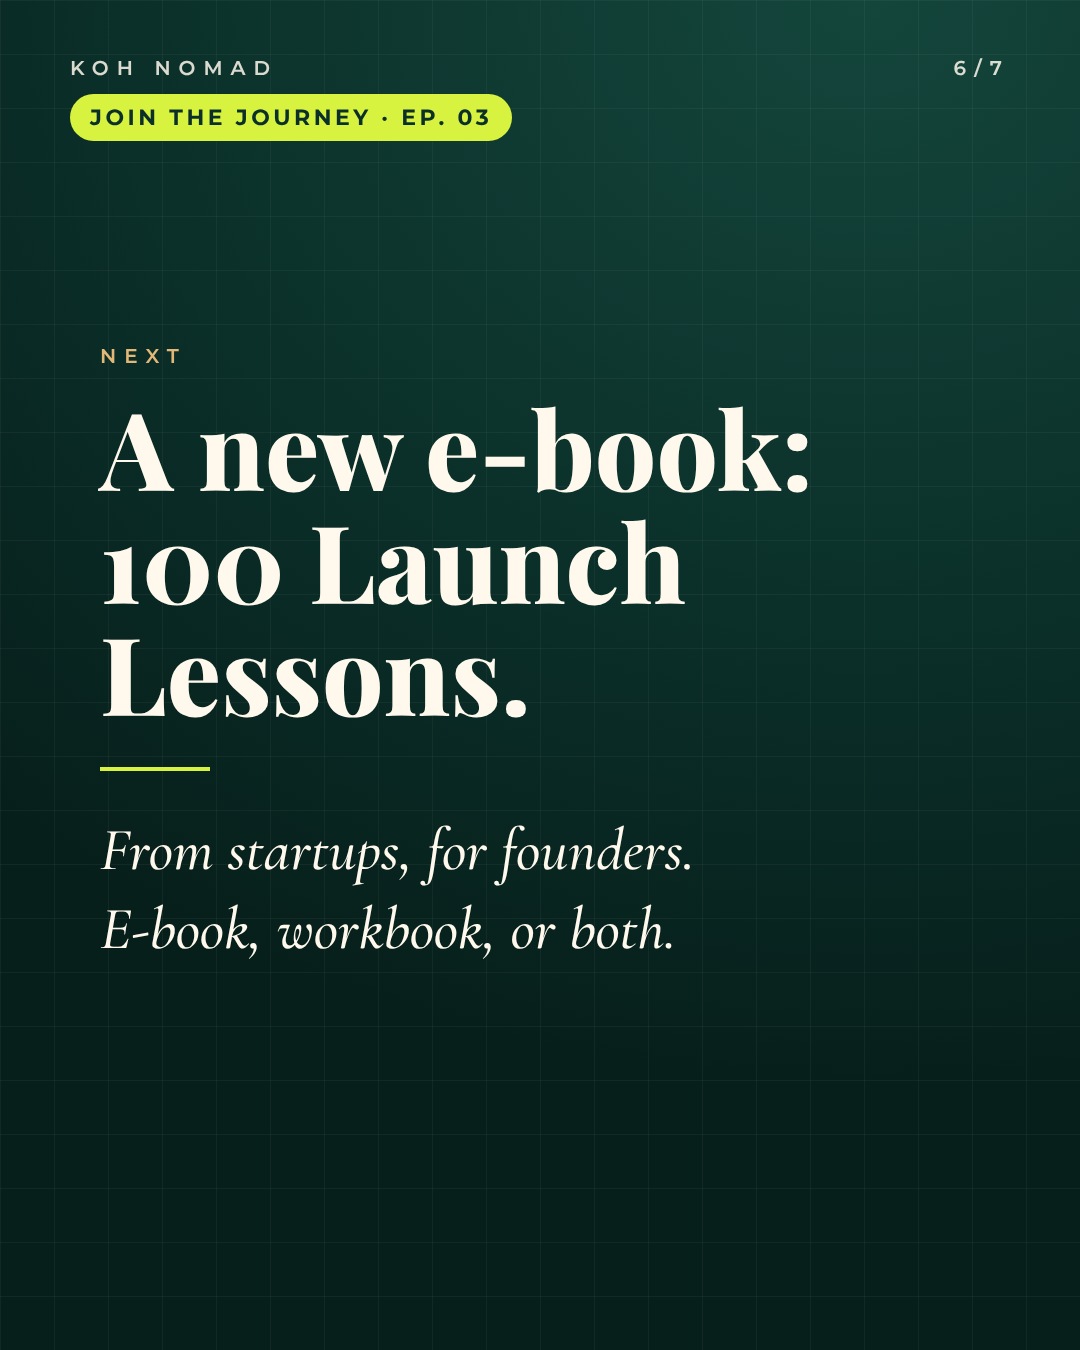 KOH NOMAD
6/7
JOIN THE JOURNEY · EP. 03
NEXT
A new e-book:
100 Launch
Lessons.
From startups, for founders.
E-book, workbook, or both.